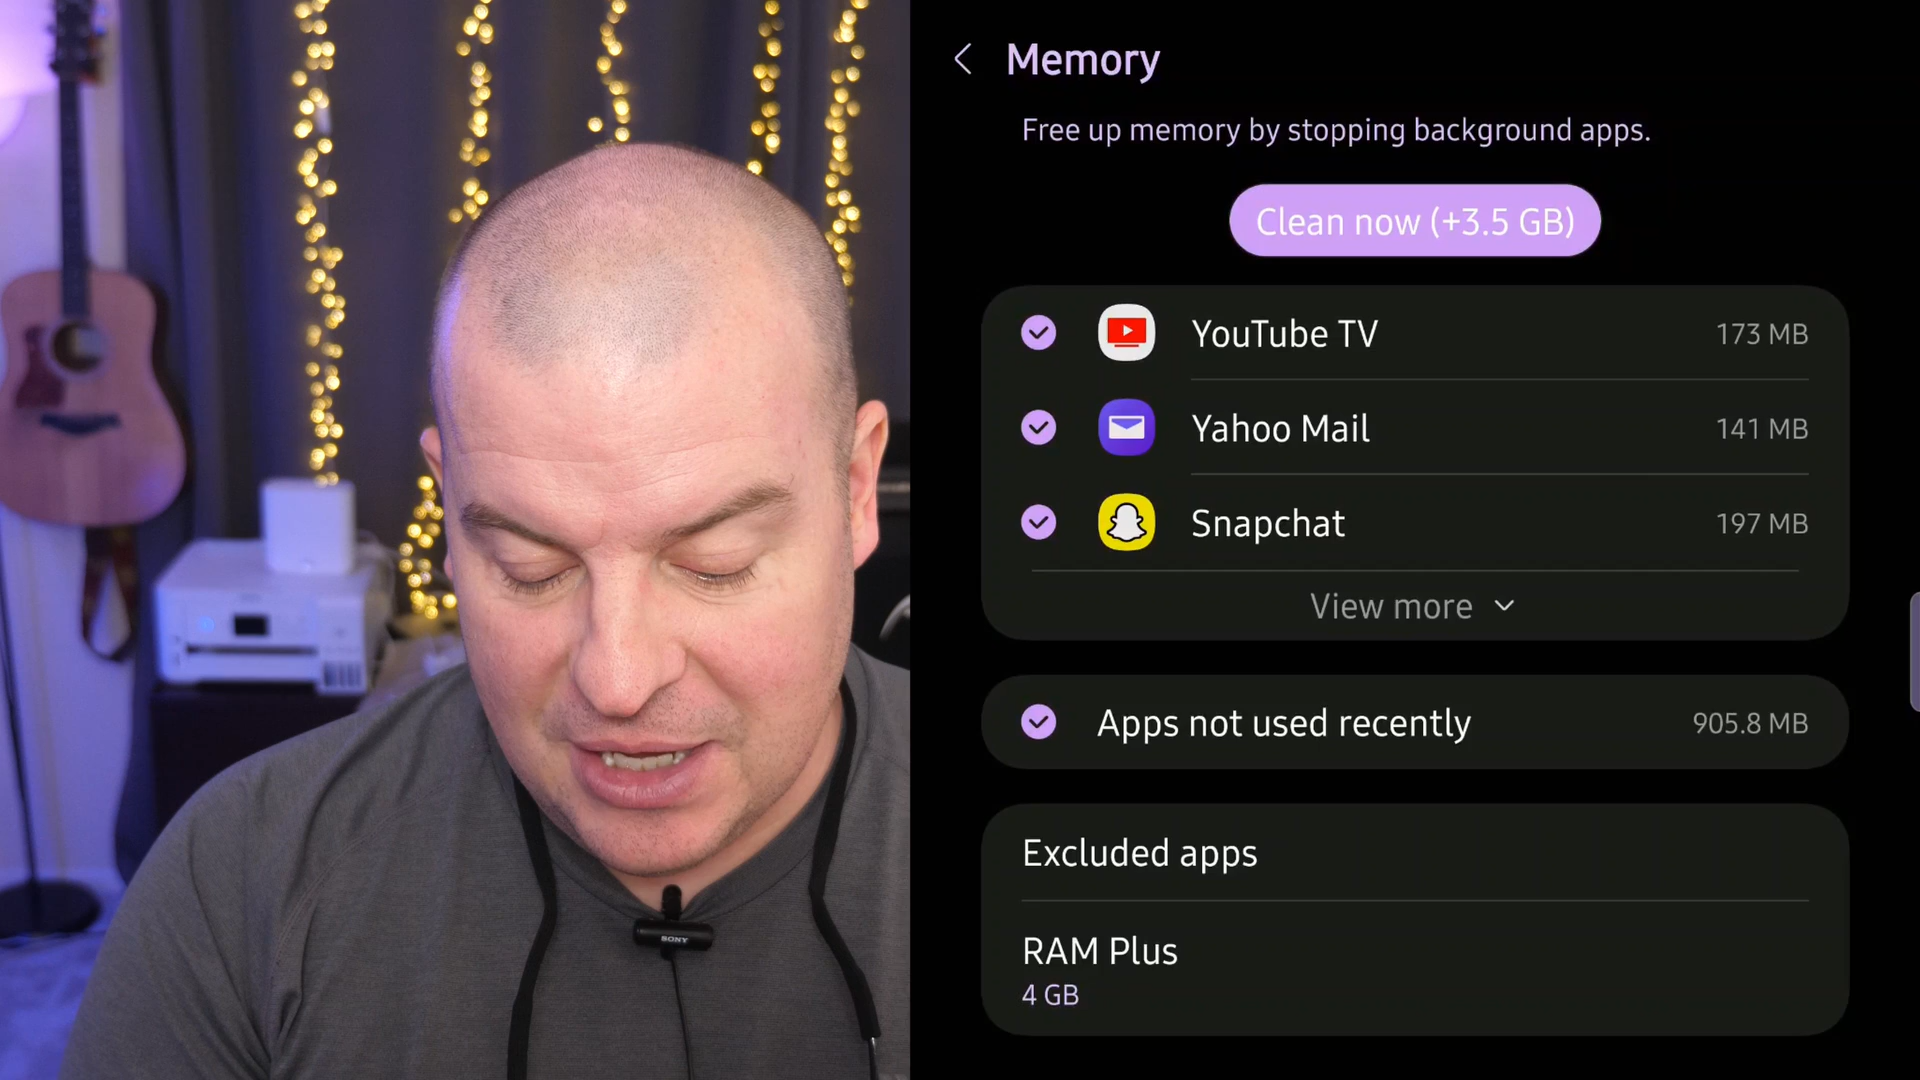 Memory
Free up memory by stopping background apps.
Clean now (+3.5 GB)
YouTube TV 173 MB
Yahoo Mail 141 MB
Snapchat 197 MB
View more
Apps not used recently 905.8 MB
Excluded apps
RAM Plus
4 GB
SONY